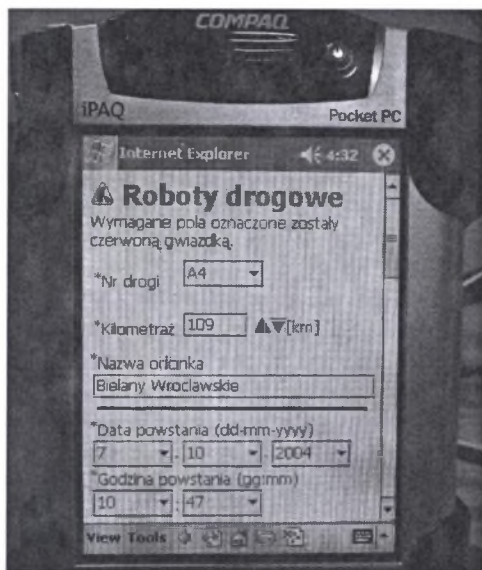 COMPAQ
iPAQ
Pocket PC
Internet Explorer 4:32
Roboty drogowe
Wymagane pola oznaczone zostały
czerwoną gwiazdką.
*Nr drogi A4
*Kilometraż 109 [km]
*Nazwa odcinka
Bielany Wrocławskie
*Data powstania (dd-mm-yyyy)
7 - 10 - 2004
*Godzina powstania (gg:mm)
10 : 47
View Tools